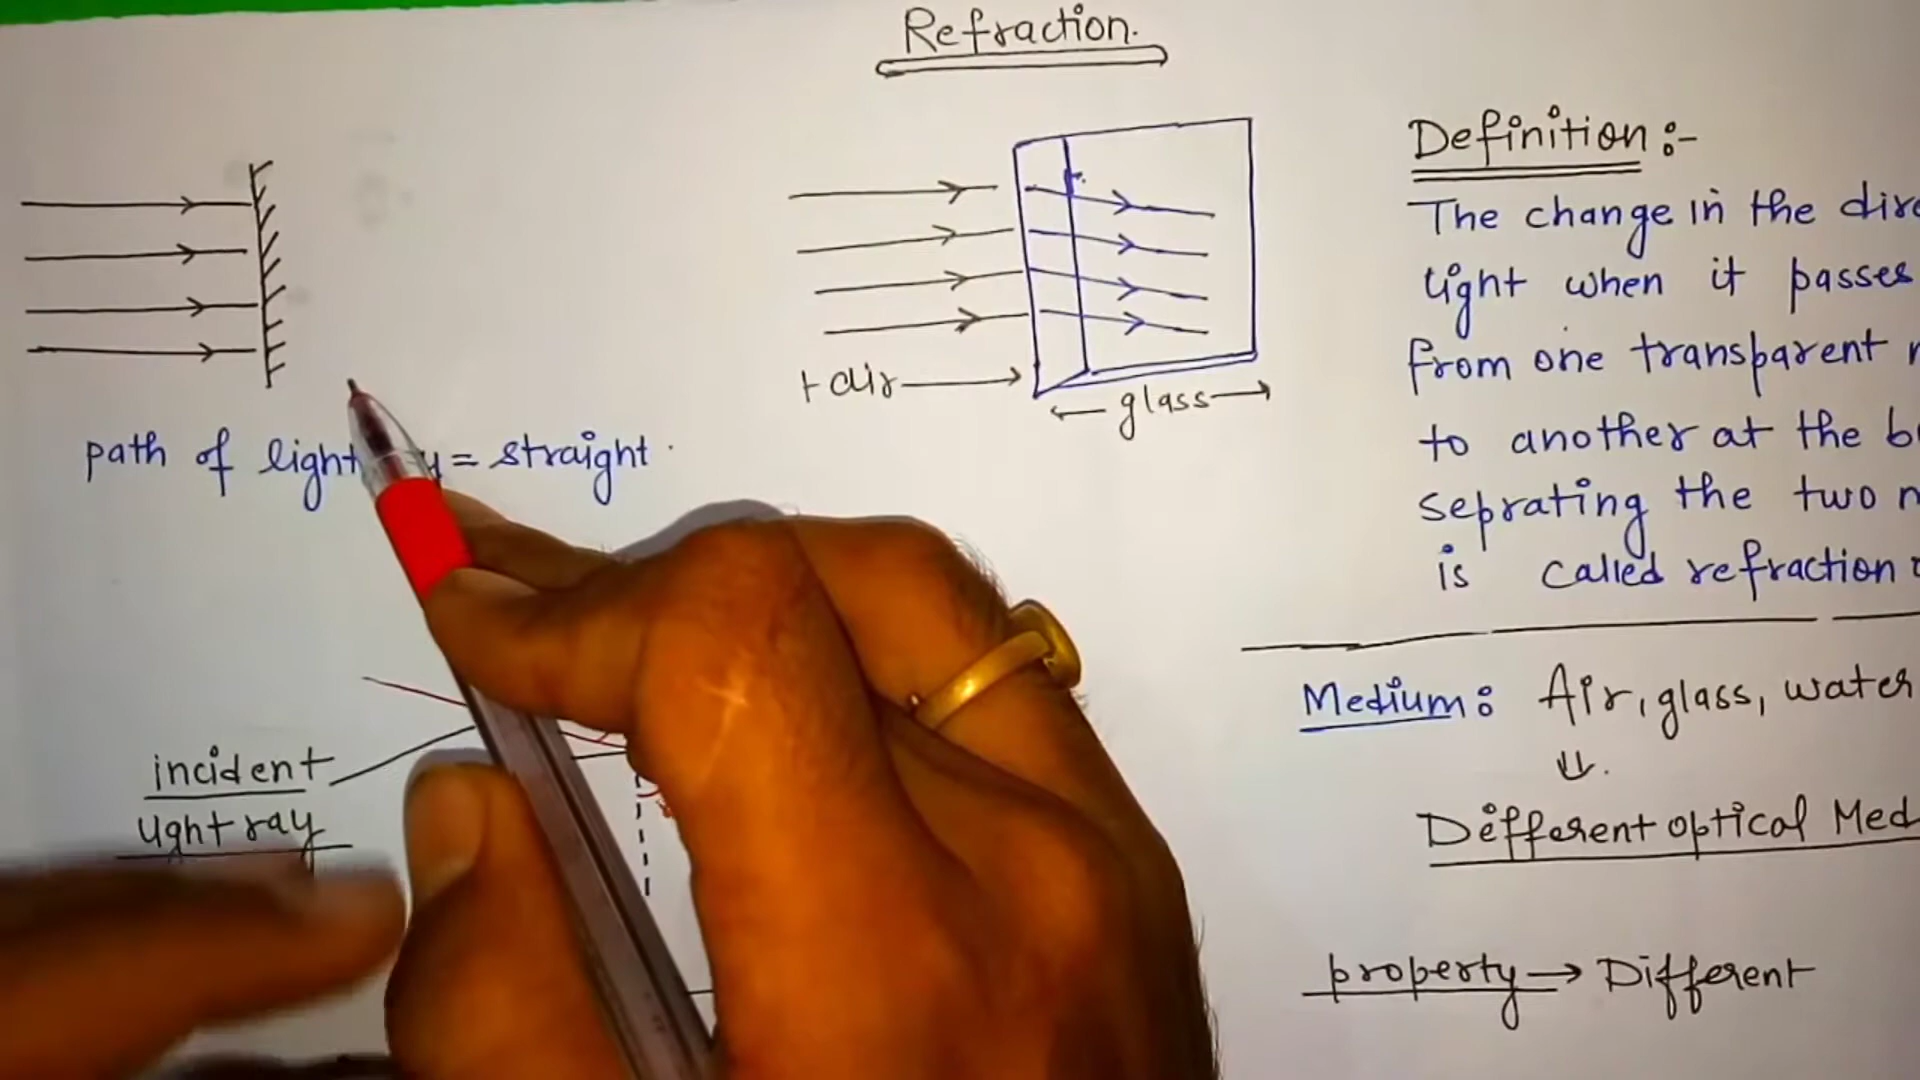 Refraction.
path of light = straight.
air
glass
Definition :-
The change in the
light when it passes
from one transparent
to another at the
seprating the two
is called refraction
Medium : Air, glass, water
Different optical
property → Different
incident
light ray